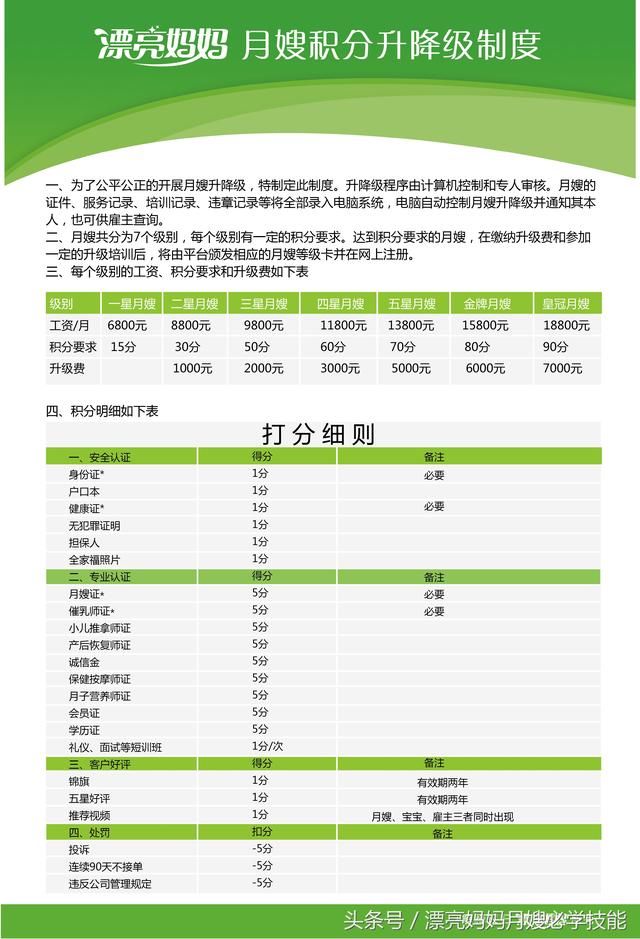 漂亮妈妈 月嫂积分升降级制度
一、为了公平公正的开展月嫂升降级，特制定此制度。升降级程序由计算机控制和专人审核。月嫂的
证件、服务记录、培训记录、违章记录等将全部录入电脑系统，电脑自动控制月嫂升降级并通知其本
人，也可供雇主查询。
二、月嫂共分为7个级别，每个级别有一定的积分要求。达到积分要求的月嫂，在缴纳升级费和参加
一定的升级培训后，将由平台颁发相应的月嫂等级卡并在网上注册。
三、每个级别的工资、积分要求和升级费如下表
级别 一星月嫂 二星月嫂 三星月嫂 四星月嫂 五星月嫂 金牌月嫂 皇冠月嫂
工资/月 6800元 8800元 9800元 11800元 13800元 15800元 18800元
积分要求 15分 30分 50分 60分 70分 80分 90分
升级费 1000元 2000元 3000元 5000元 6000元 7000元
四、积分明细如下表
打分细则
一、安全认证 得分 备注
身份证* 1分 必要
户口本 1分
健康证* 1分 必要
无犯罪证明 1分
担保人 1分
全家福照片 1分
二、专业认证 得分 备注
月嫂证* 5分 必要
催乳师证* 5分 必要
小儿推拿师证 5分
产后恢复师证 5分
诚信金 5分
保健按摩师证 5分
月子营养师证 5分
会员证 5分
学历证 5分
礼仪、面试等短训班 1分/次
三、客户好评 得分 备注
锦旗 1分 有效期两年
五星好评 1分 有效期两年
推荐视频 1分 月嫂、宝宝、雇主三者同时出现
四、处罚 扣分 备注
投诉 -5分
连续90天不接单 -5分
违反公司管理规定 -5分
头条号/漂亮妈妈月嫂必学技能